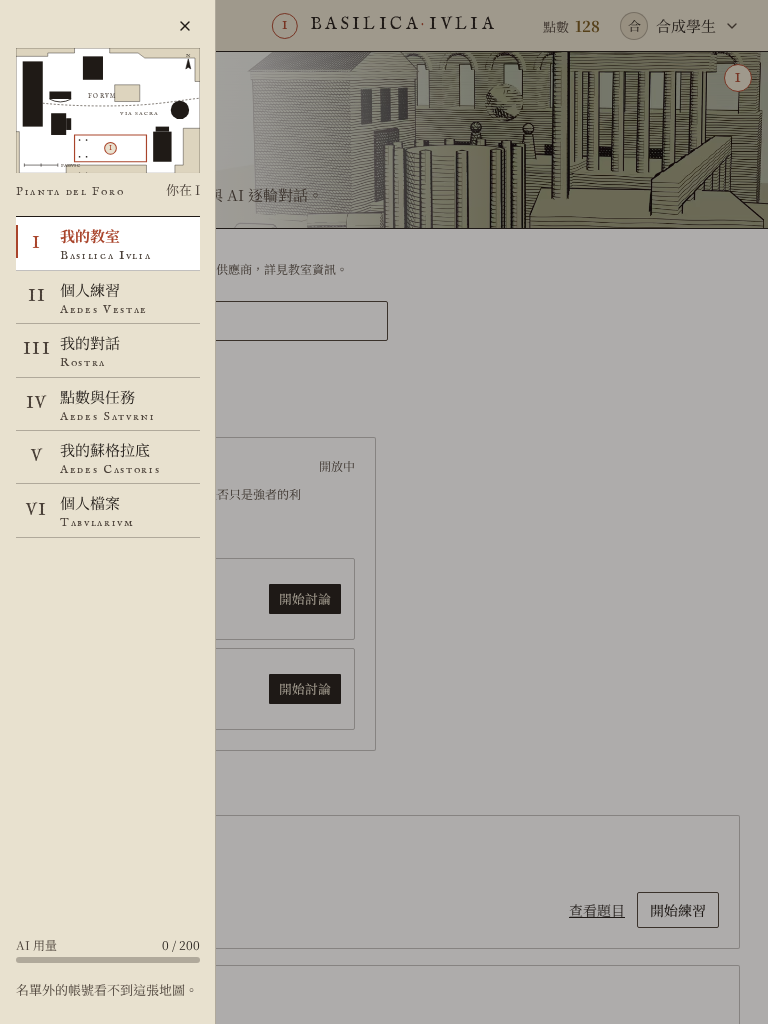 I
BASILICA·IVLIA
點數 128
合
合成學生
N
FORVM
VIA SACRA
I
Pianta del Foro
你在 I
I
與 AI 逐輪對話。
I
我的教室
Basilica Ivlia
II
個人練習
Aedes Vestae
III
我的對話
Rostra
IV
點數與任務
Aedes Satvrni
V
我的蘇格拉底
Aedes Castoris
VI
個人檔案
Tabvlarivm
供應商，詳見教室資訊。
開放中
否只是強者的利
開始討論
開始討論
查看題目
開始練習
AI 用量
0 / 200
名單外的帳號看不到這張地圖。